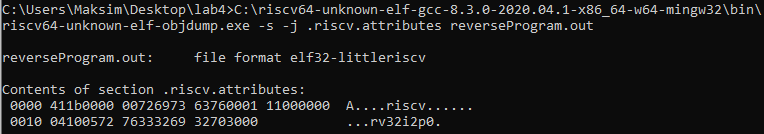 C:\Users\Maksim\Desktop\lab4>C:\riscv64-unknown-elf-gcc-8.3.0-2020.04.1-x86_64-w64-mingw32\bin\
riscv64-unknown-elf-objdump.exe -s -j .riscv.attributes reverseProgram.out
reverseProgram.out:     file format elf32-littleriscv
Contents of section .riscv.attributes:
 0000 411b0000 00726973 63760001 11000000  A....riscv......
 0010 04100572 76333269 32703000           ...rv32i2p0.